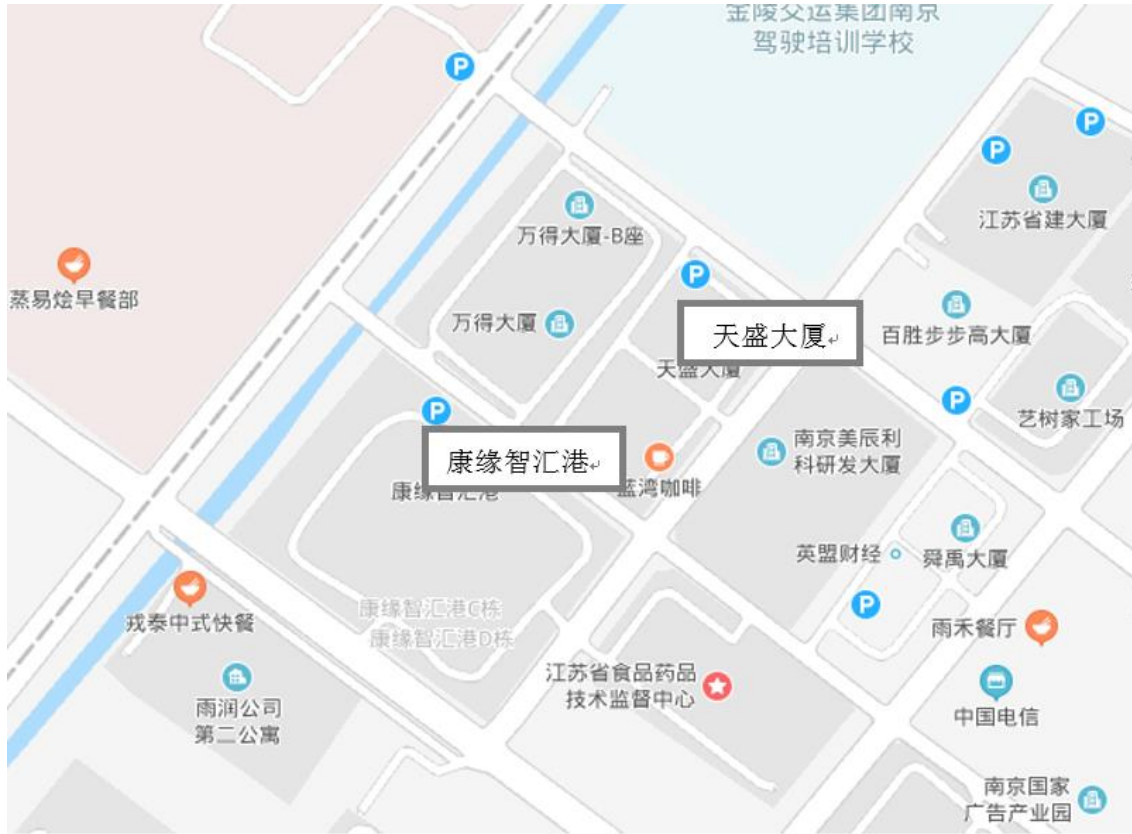 金陵交运集团南京
驾驶培训学校
P
P
P
江苏省建大厦
万得大厦-B座
蒸易烩早餐部
P
万得大厦
天盛大厦
百胜步步高大厦
天盛大厦
艺树家工场
P
P
南京美辰利
科研发大厦
康缘智汇港
蓝湾咖啡
康缘智汇港
英盟财经
舜禹大厦
P
戎泰中式快餐
康缘智汇港C栋
康缘智汇港D栋
雨禾餐厅
江苏省食品药品
技术监督中心
雨润公司
第二公寓
中国电信
南京国家
广告产业园